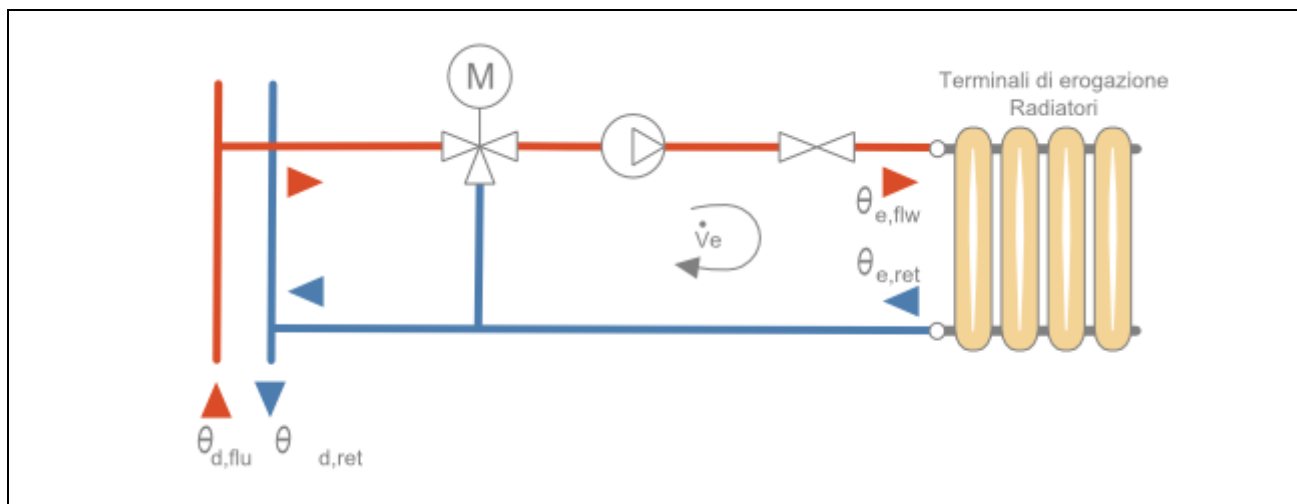 M
Terminali di erogazione
Radiatori
θe,flw
V̇e
θe,ret
θd,flu θ d,ret